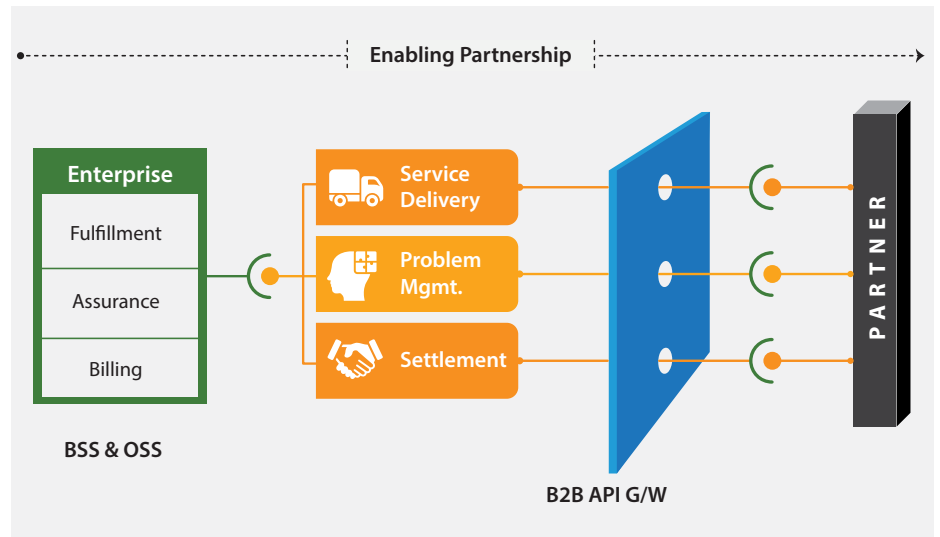 Enabling Partnership
Enterprise
Fulfillment
Assurance
Billing
BSS & OSS
Service
Delivery
Problem
Mgmt.
Settlement
B2B API G/W
PARTNER